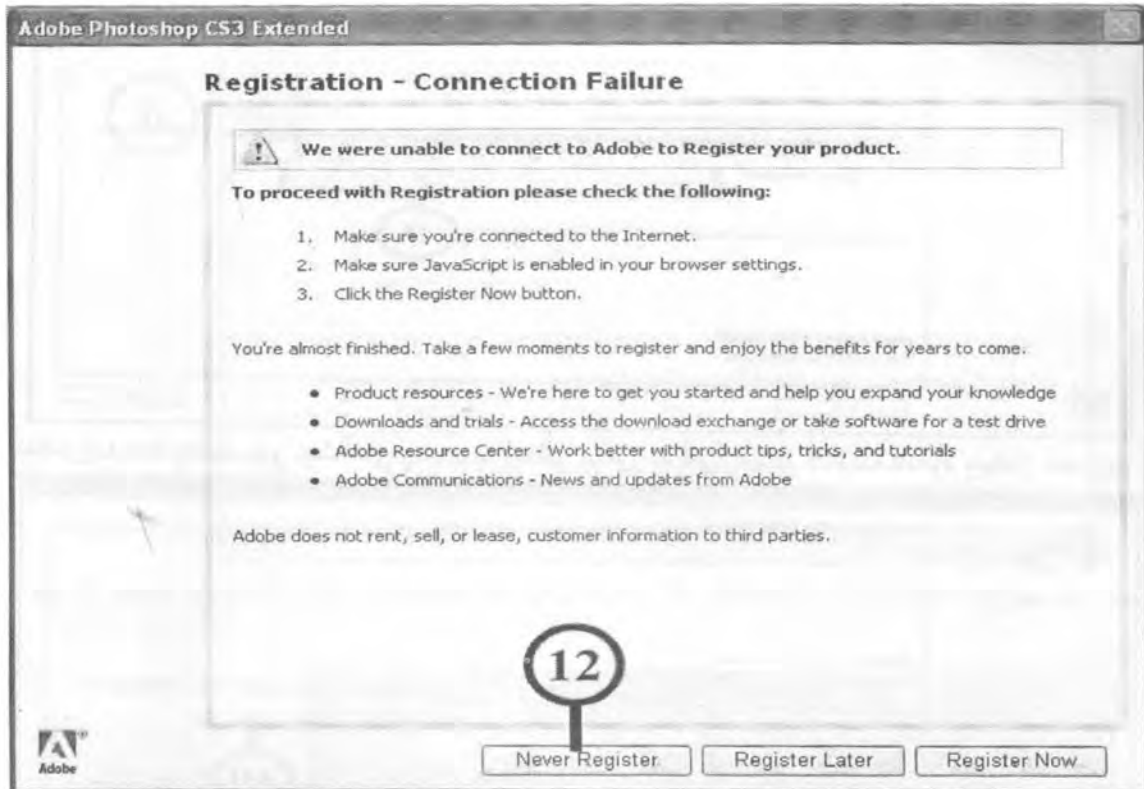 Adobe Photoshop CS3 Extended
Registration - Connection Failure
We were unable to connect to Adobe to Register your product.
To proceed with Registration please check the following:
1. Make sure you're connected to the Internet.
2. Make sure JavaScript is enabled in your browser settings.
3. Click the Register Now button.
You're almost finished. Take a few moments to register and enjoy the benefits for years to come.
• Product resources - We're here to get you started and help you expand your knowledge
• Downloads and trials - Access the download exchange or take software for a test drive
• Adobe Resource Center - Work better with product tips, tricks, and tutorials
• Adobe Communications - News and updates from Adobe
Adobe does not rent, sell, or lease, customer information to third parties.
12
Adobe
Never Register
Register Later
Register Now